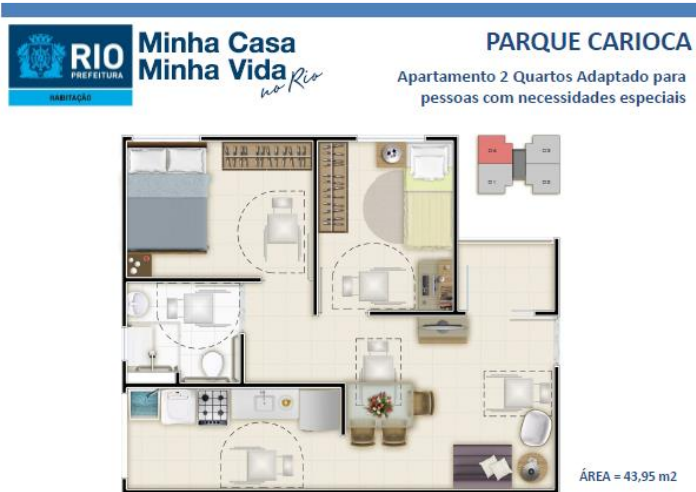 RIO
PREFEITURA
HABITAÇÃO
Minha Casa
Minha Vida
no Rio
PARQUE CARIOCA
Apartamento 2 Quartos Adaptado para
pessoas com necessidades especiais
ÁREA = 43,95 m2